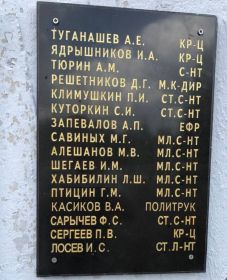 ТУГАНАШЕВ А.Е. КР-Ц
ЯДРЫШНИКОВ И.А. КР-Ц
ТЮРИН А.М. С-НТ
РЕШЕТНИКОВ Д.Г. М.К-ДИР
КЛИМУШКИН П.И. СТ.С-НТ
КУТОРКИН С.И. СТ.С-НТ
ЗАПЕВАЛОВ А.П. ЕФР
САВИНЫХ М.Г. МЛ.С-НТ
АЛЕШАНОВ М.В. МЛ.С-НТ
ШЕГАЕВ И.М. МЛ.С-НТ
ХАБИБИЛИН Л.Ш. МЛ.С-НТ
ПТИЦИН Г.М. МЛ.С-НТ
КАСИКОВ В.А. ПОЛИТРУК
САРЫЧЕВ Ф.С. СТ.С-НТ
СЕРГЕЕВ П.В. КР-Ц
ЛОСЕВ И.С. СТ.Л-НТ